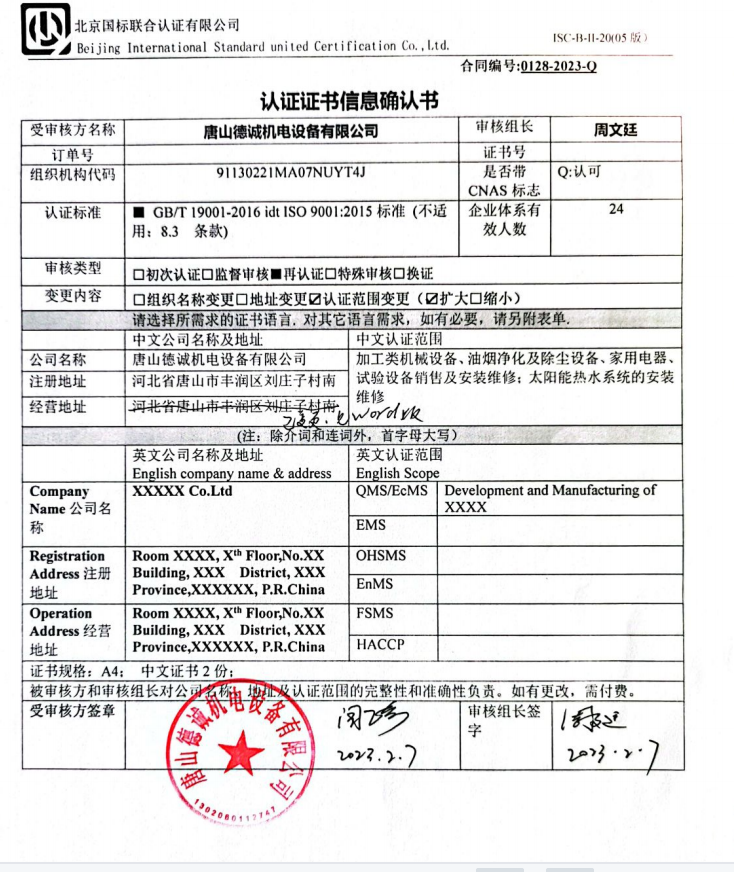 北京国标联合认证有限公司
Beijing International Standard united Certification Co.,Ltd.
ISC-B-II-20(05 版)
合同编号:0128-2023-Q
认证证书信息确认书
受审核方名称 唐山德诚机电设备有限公司 审核组长 周文廷
订单号 证书号
组织机构代码 91130221MA07NUYT4J 是否带 Q:认可
CNAS 标志
认证标准 ■ GB/T 19001-2016 idt ISO 9001:2015 标准 (不适 企业体系有 24
用: 8.3 条款) 效人数
审核类型 □初次认证□监督审核■再认证□特殊审核□换证
变更内容 □组织名称变更□地址变更☑认证范围变更（☑扩大□缩小）
请选择所需求的证书语言. 对其它语言需求，如有必要，请另附表单.
中文公司名称及地址 中文认证范围
公司名称 唐山德诚机电设备有限公司 加工类机械设备、油烟净化及除尘设备、家用电器、
注册地址 河北省唐山市丰润区刘庄子村南 试验设备销售及安装维修；太阳能热水系统的安装
维修
经营地址 河北省唐山市丰润区刘庄子村南
见word版
(注: 除介词和连词外，首字母大写)
英文公司名称及地址 英文认证范围
English company name & address English Scope
Company XXXXX Co.Ltd QMS/EcMS Development and Manufacturing of
Name 公司名 XXXX
称 EMS
Registration Room XXXX, Xth Floor,No.XX OHSMS
Address 注册 Building, XXX District, XXX EnMS
地址 Province,XXXXXX, P.R.China
Operation Room XXXX, Xth Floor,No.XX FSMS
Address 经营 Building, XXX District, XXX
地址 Province,XXXXXX, P.R.China HACCP
证书规格: A4; 中文证书 2 份;
被审核方和审核组长对公司名称、地址及认证范围的完整性和准确性负责。如有更改，需付费。
受审核方签章 审核组长签 周文廷
字
2023.2.7 2023.2.7
唐山德诚机电设备有限公司